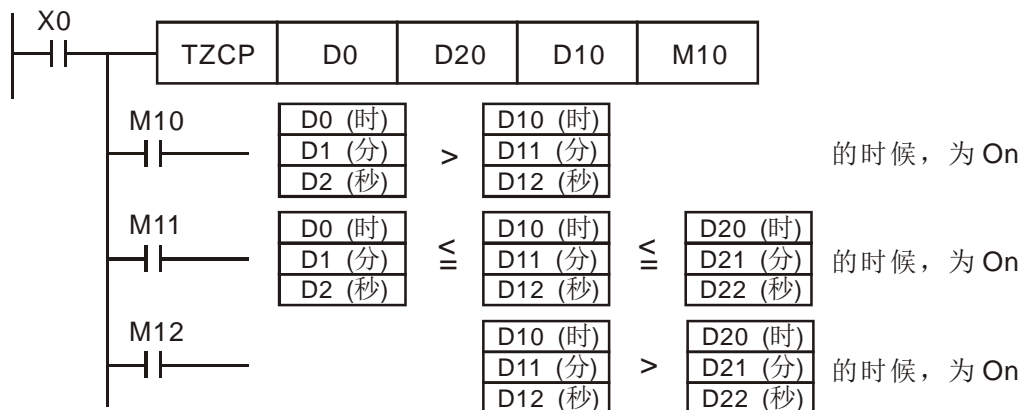 X0
TZCP D0 D20 D10 M10
M10
D0 (时) D10 (时)
D1 (分) > D11 (分) 的时候，为 On
D2 (秒) D12 (秒)
M11
D0 (时) D10 (时) D20 (时)
D1 (分) ≦ D11 (分) ≦ D21 (分) 的时候，为 On
D2 (秒) D12 (秒) D22 (秒)
M12
D10 (时) D20 (时)
D11 (分) > D21 (分) 的时候，为 On
D12 (秒) D22 (秒)